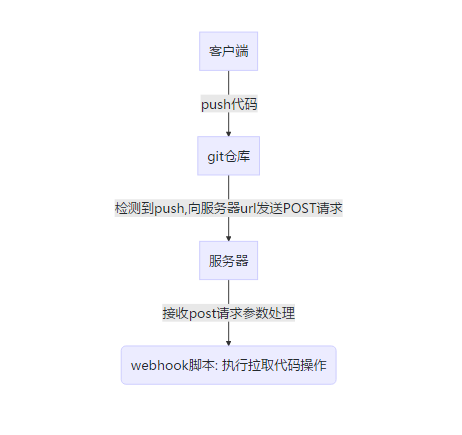 客户端
push代码
git仓库
检测到push,向服务器url发送POST请求
服务器
接收post请求参数处理
webhook脚本: 执行拉取代码操作